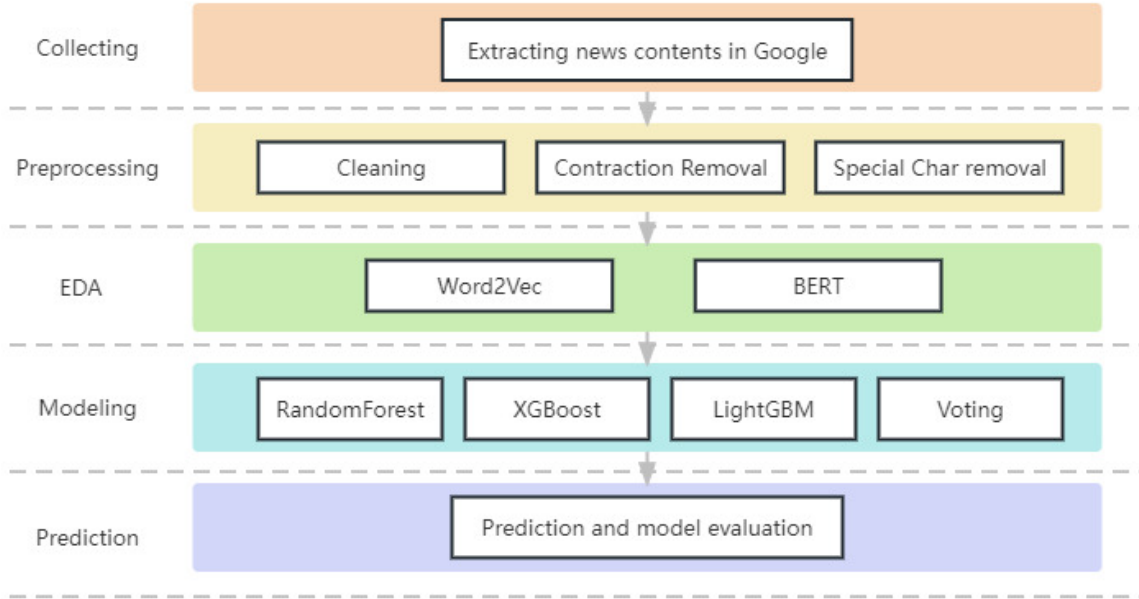 Collecting
Extracting news contents in Google
Preprocessing
Cleaning
Contraction Removal
Special Char removal
EDA
Word2Vec
BERT
Modeling
RandomForest
XGBoost
LightGBM
Voting
Prediction
Prediction and model evaluation